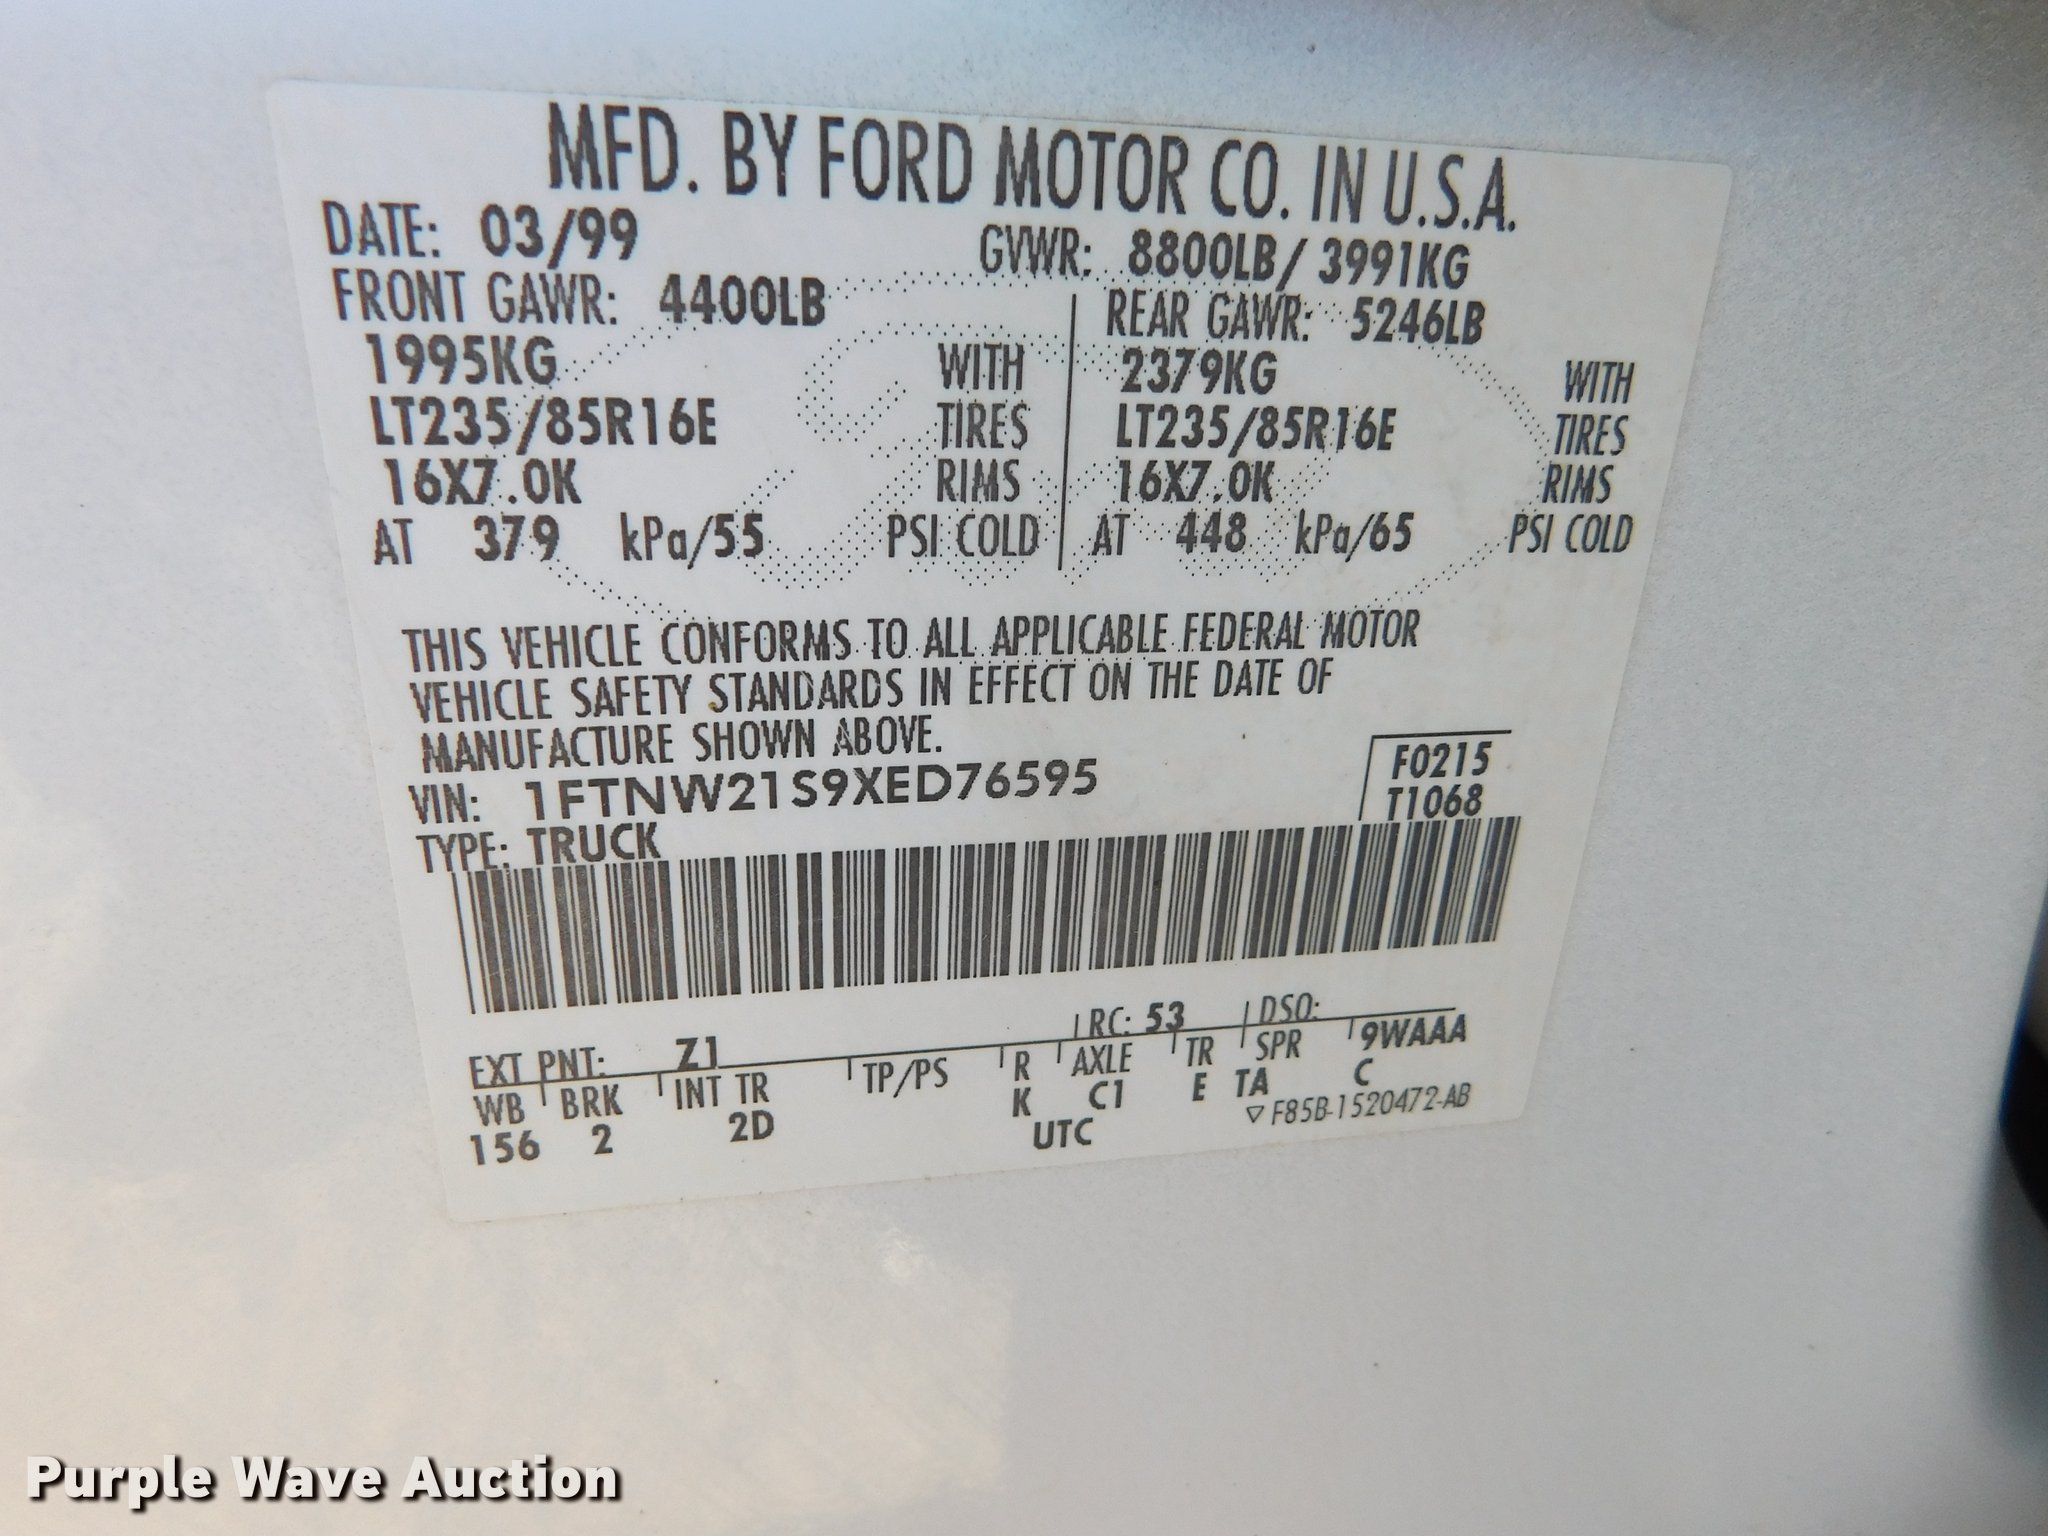 MFD. BY FORD MOTOR CO. IN U.S.A.
DATE: 03/99 GVWR: 8800LB/ 3991KG
FRONT GAWR: 4400LB REAR GAWR: 5246LB
1995KG WITH 2379KG WITH
LT235/85R16E TIRES LT235/85R16E TIRES
16X7.0K RIMS 16X7.0K RIMS
AT 379 kPa/55 PSI COLD AT 448 kPa/65 PSI COLD
THIS VEHICLE CONFORMS TO ALL APPLICABLE FEDERAL MOTOR
VEHICLE SAFETY STANDARDS IN EFFECT ON THE DATE OF
MANUFACTURE SHOWN ABOVE.
VIN: 1FTNW21S9XED76595 F0215
TYPE: TRUCK T1068
EXT PNT: Z1 RC: 53 DSO:
WB BRK INT TR TP/PS R AXLE TR SPR 9WAAA
156 2 2D K C1 E TA C
UTC ▽ F85B-1520472-AB
Purple Wave Auction